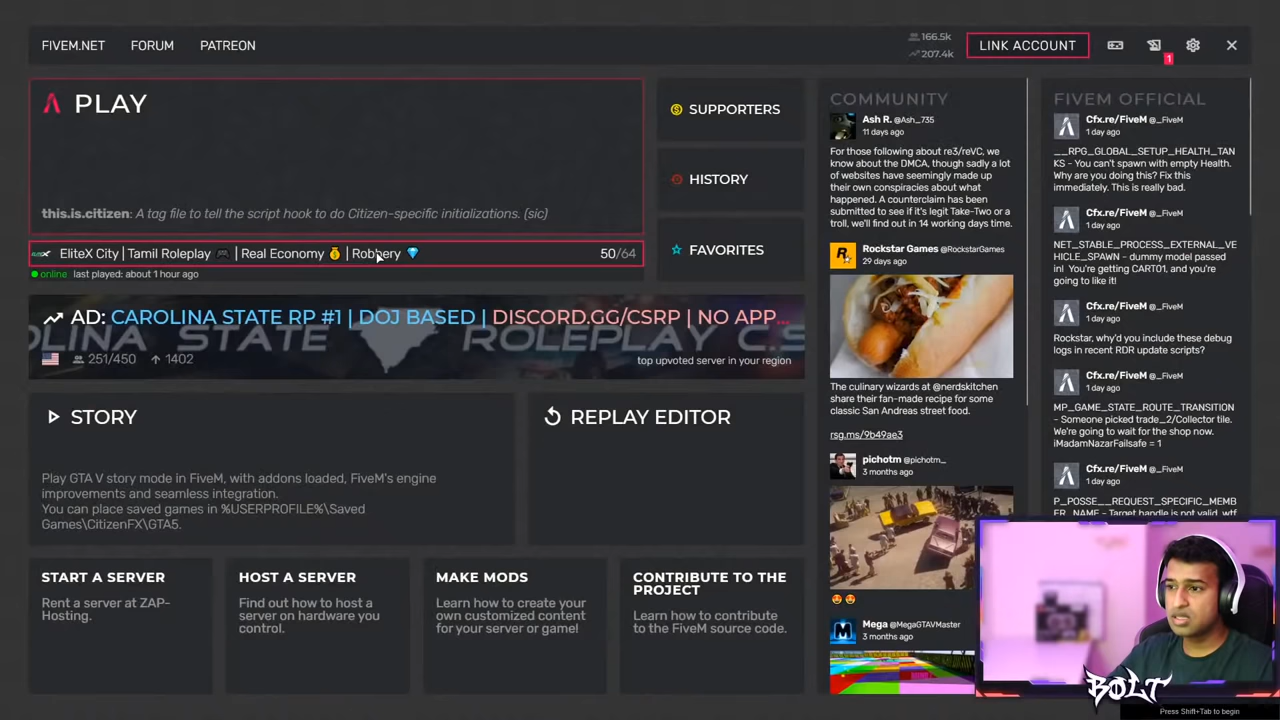 FIVEM.NET
FORUM
PATREON
166.5k
207.4k
LINK ACCOUNT
1
PLAY
this.is.citizen: A tag file to tell the script hook to do Citizen-specific initializations. (sic)
EliteX City | Tamil Roleplay 🎮 | Real Economy 💰 | Robbery 💎
50/64
online last played: about 1 hour ago
SUPPORTERS
HISTORY
FAVORITES
AD: CAROLINA STATE RP #1 | DOJ BASED | DISCORD.GG/CSRP | NO APP...
251/450
1402
top upvoted server in your region
STORY
Play GTA V story mode in FiveM, with addons loaded, FiveM's engine
improvements and seamless integration.
You can place saved games in %USERPROFILE%\Saved
Games\CitizenFX\GTA5.
REPLAY EDITOR
START A SERVER
Rent a server at ZAP-
Hosting.
HOST A SERVER
Find out how to host a
server on hardware you
control.
MAKE MODS
Learn how to create your
own customized content
for your server or game!
CONTRIBUTE TO THE
PROJECT
Learn how to contribute
to the FiveM source code.
COMMUNITY
Ash R. @Ash_735
11 days ago
For those following about re3/reVC, we
know about the DMCA, though sadly a lot
of websites have seemingly made up
their own conspiracies about what
happened. A counterclaim has been
submitted to see if it's legit Take-Two or a
troll, we'll find out in 14 working days time.
Rockstar Games @RockstarGames
29 days ago
The culinary wizards at @nerdskitchen
share their fan-made recipe for some
classic San Andreas street food.
rsg.ms/9b49ae3
pichotm @pichotm_
3 months ago
😍 😍
Mega @MegaGTAVMaster
3 months ago
FIVEM OFFICIAL
Cfx.re/FiveM @_FiveM
1 day ago
__RPG_GLOBAL_SETUP_HEALTH_TAN
KS - You can't spawn with empty Health.
Why are you doing this? Fix this
immediately. This is really bad.
Cfx.re/FiveM @_FiveM
1 day ago
NET_STABLE_PROCESS_EXTERNAL_VE
HICLE_SPAWN - dummy model passed
in! You're getting CART01, and you're
going to like it!
Cfx.re/FiveM @_FiveM
1 day ago
Rockstar, why'd you include these debug
logs in recent RDR update scripts?
Cfx.re/FiveM @_FiveM
1 day ago
MP_GAME_STATE_ROUTE_TRANSITION
- Someone picked trade_2/Collector tile.
We're going to wait for the shop now.
iMadamNazarFailsafe = 1
Cfx.re/FiveM @_FiveM
1 day ago
P_POSSE__REQUEST_SPECIFIC_MEMB
ER_NAME - Target handle is not valid, wtf
BOLT
Press Shift+Tab to begin